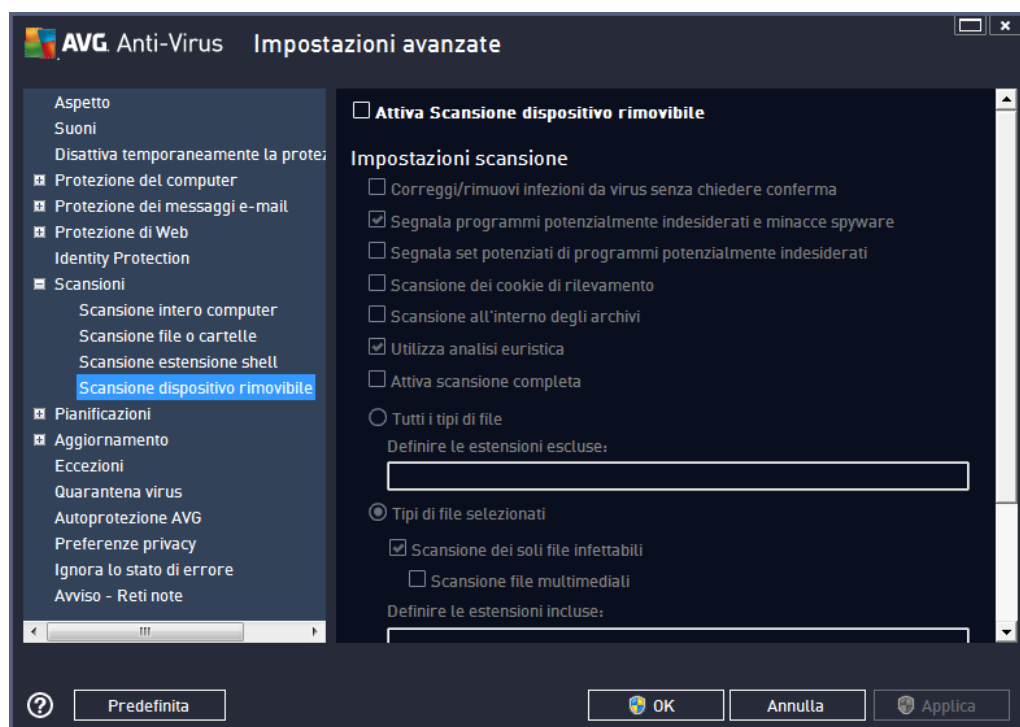 AVG. Anti-Virus Impostazioni avanzate
Aspetto
Suoni
Disattiva temporaneamente la protez
Protezione del computer
Protezione dei messaggi e-mail
Protezione di Web
Identity Protection
Scansioni
Scansione intero computer
Scansione file o cartelle
Scansione estensione shell
Scansione dispositivo rimovibile
Pianificazioni
Aggiornamento
Eccezioni
Quarantena virus
Autoprotezione AVG
Preferenze privacy
Ignora lo stato di errore
Avviso - Reti note
Attiva Scansione dispositivo rimovibile
Impostazioni scansione
Correggi/rimuovi infezioni da virus senza chiedere conferma
Segnala programmi potenzialmente indesiderati e minacce spyware
Segnala set potenziati di programmi potenzialmente indesiderati
Scansione dei cookie di rilevamento
Scansione all'interno degli archivi
Utilizza analisi euristica
Attiva scansione completa
Tutti i tipi di file
Definire le estensioni escluse:
Tipi di file selezionati
Scansione dei soli file infettabili
Scansione file multimediali
Definire le estensioni incluse:
? Predefinita OK Annulla Applica